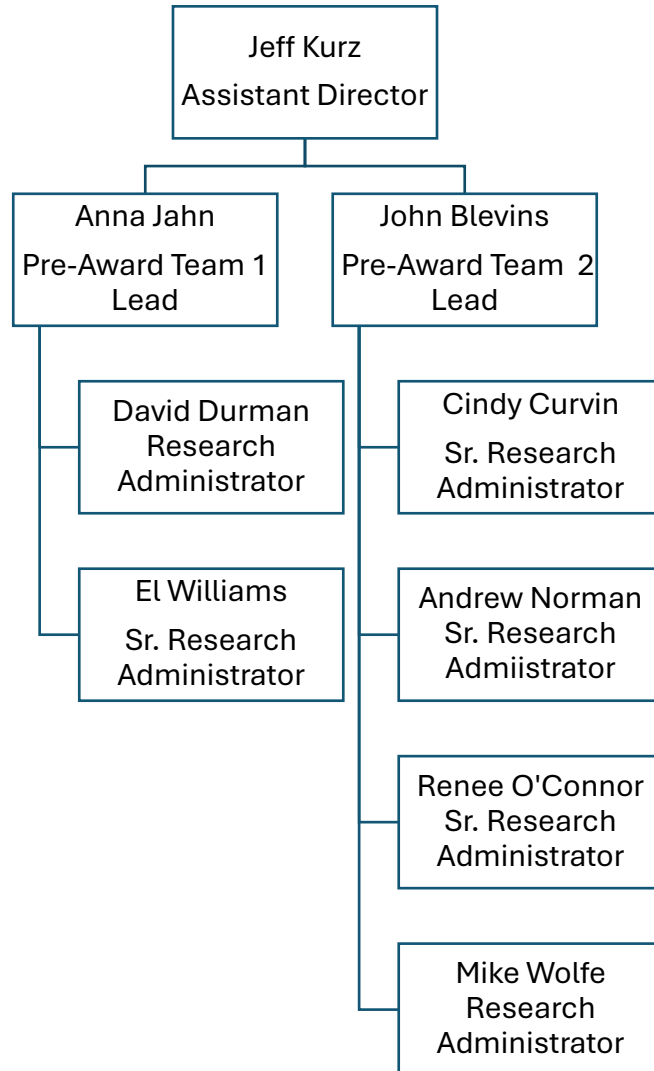 Jeff Kurz
Assistant Director
Anna Jahn
Pre-Award Team 1
Lead
John Blevins
Pre-Award Team  2
Lead
David Durman
Research
Administrator
El Williams
Sr. Research
Administrator
Cindy Curvin
Sr. Research
Administrator
Andrew Norman
Sr. Research
Admiistrator
Renee O'Connor
Sr. Research
Administrator
Mike Wolfe
Research
Administrator